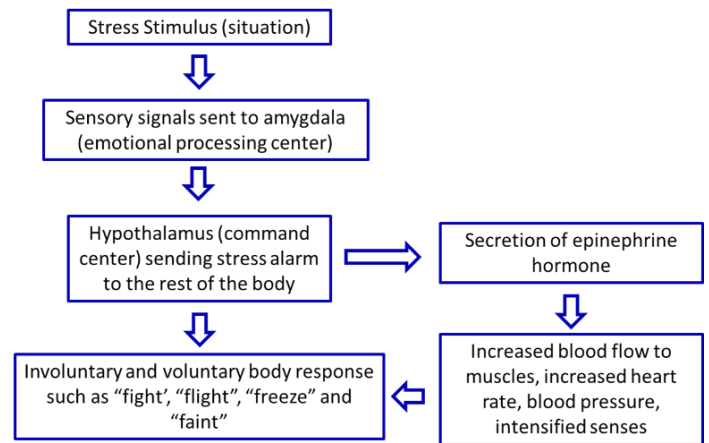 Stress Stimulus (situation)
Sensory signals sent to amygdala
(emotional processing center)
Hypothalamus (command
center) sending stress alarm
to the rest of the body
Secretion of epinephrine
hormone
Increased blood flow to
muscles, increased heart
rate, blood pressure,
intensified senses
Involuntary and voluntary body response
such as “fight’, “flight”, “freeze” and
“faint”